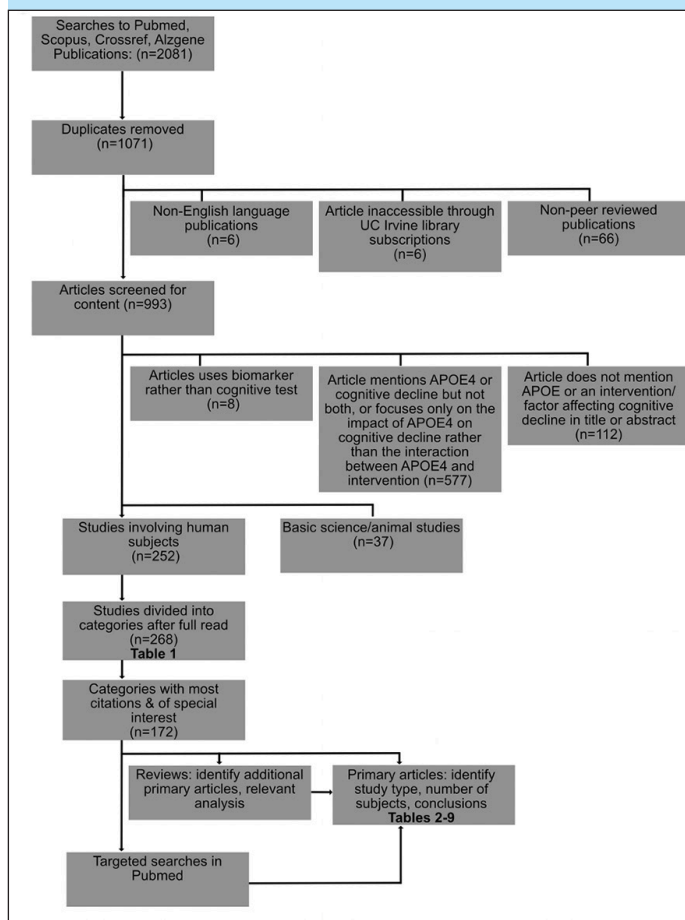 Searches to Pubmed,
Scopus, Crossref, Alzgene
Publications: (n=2081)
Duplicates removed
(n=1071)
Non-English language
publications
(n=6)
Article inaccessible through
UC Irvine library
subscriptions
(n=6)
Non-peer reviewed
publications
(n=66)
Articles screened for
content (n=993)
Articles uses biomarker
rather than cognitive test
(n=8)
Article mentions APOE4 or
cognitive decline but not
both, or focuses only on the
impact of APOE4 on
cognitive decline rather
than the interaction
between APOE4 and
intervention (n=577)
Article does not mention
APOE or an intervention/
factor affecting cognitive
decline in title or abstract
(n=112)
Studies involving human
subjects
(n=252)
Basic science/animal studies
(n=37)
Studies divided into
categories after full read
(n=268)
Table 1
Categories with most
citations & of special
interest
(n=172)
Reviews: identify additional
primary articles, relevant
analysis
Primary articles: identify
study type, number of
subjects, conclusions
Tables 2-9
Targeted searches in
Pubmed